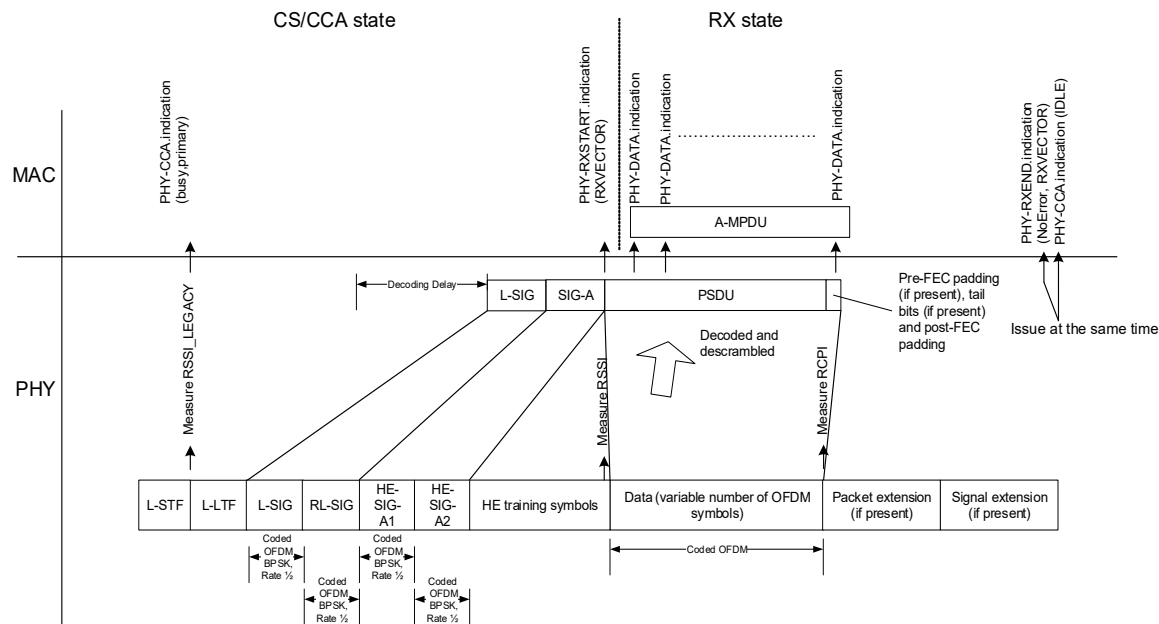 CS/CCA state
RX state
MAC
PHY
PHY-CCA.indication
(busy,primary)
PHY-RXSTART.indication
(RXVECTOR)
PHY-DATA.indication
PHY-DATA.indication
PHY-DATA.indication
PHY-RXEND.indication
(NoError, RXVECTOR)
PHY-CCA.indication (IDLE)
A-MPDU
Decoding Delay
L-SIG
SIG-A
PSDU
Pre-FEC padding
(if present), tail
bits (if present)
and post-FEC
padding
Issue at the same time
Measure RSSI_LEGACY
Measure RSSI
Decoded and
descrambled
Measure RCPI
L-STF
L-LTF
L-SIG
RL-SIG
HE-
SIG-
A1
HE-
SIG-
A2
HE training symbols
Data (variable number of OFDM
symbols)
Packet extension
(if present)
Signal extension
(if present)
Coded
OFDM
BPSK,
Rate ½
Coded
OFDM
BPSK,
Rate ½
Coded
OFDM
BPSK,
Rate ½
Coded
OFDM
BPSK,
Rate ½
Coded OFDM